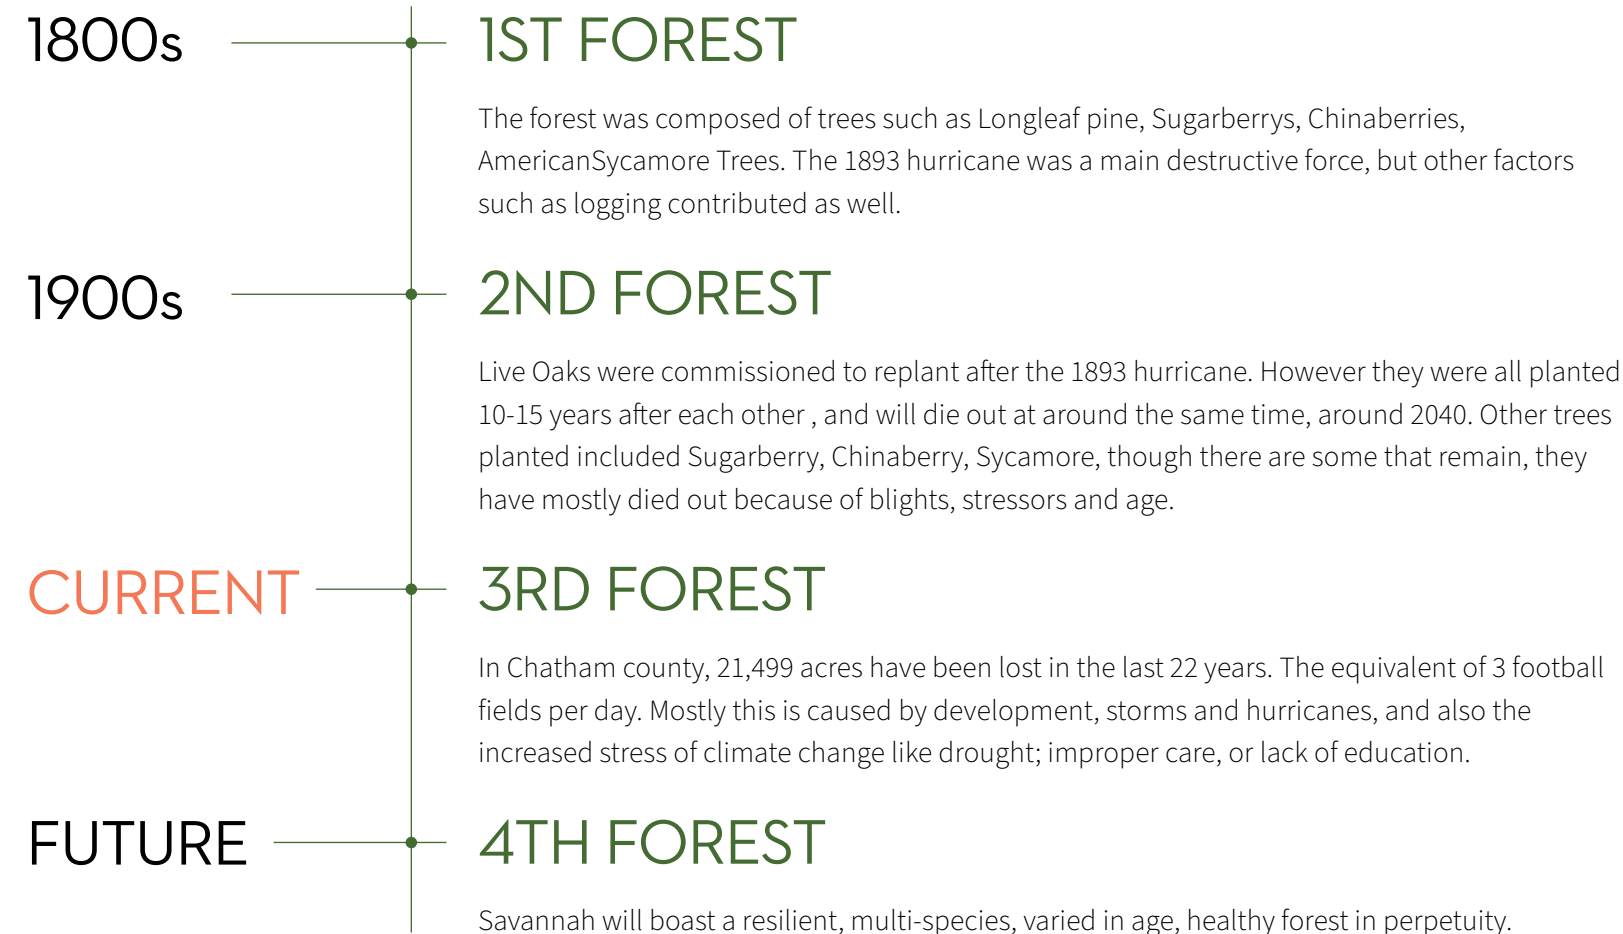 1800s
1ST FOREST
The forest was composed of trees such as Longleaf pine, Sugarberrys, Chinaberries,
AmericanSycamore Trees. The 1893 hurricane was a main destructive force, but other factors
such as logging contributed as well.
1900s
2ND FOREST
Live Oaks were commissioned to replant after the 1893 hurricane. However they were all planted
10-15 years after each other , and will die out at around the same time, around 2040. Other trees
planted included Sugarberry, Chinaberry, Sycamore, though there are some that remain, they
have mostly died out because of blights, stressors and age.
CURRENT
3RD FOREST
In Chatham county, 21,499 acres have been lost in the last 22 years. The equivalent of 3 football
fields per day. Mostly this is caused by development, storms and hurricanes, and also the
increased stress of climate change like drought; improper care, or lack of education.
FUTURE
4TH FOREST
Savannah will boast a resilient, multi-species, varied in age, healthy forest in perpetuity.